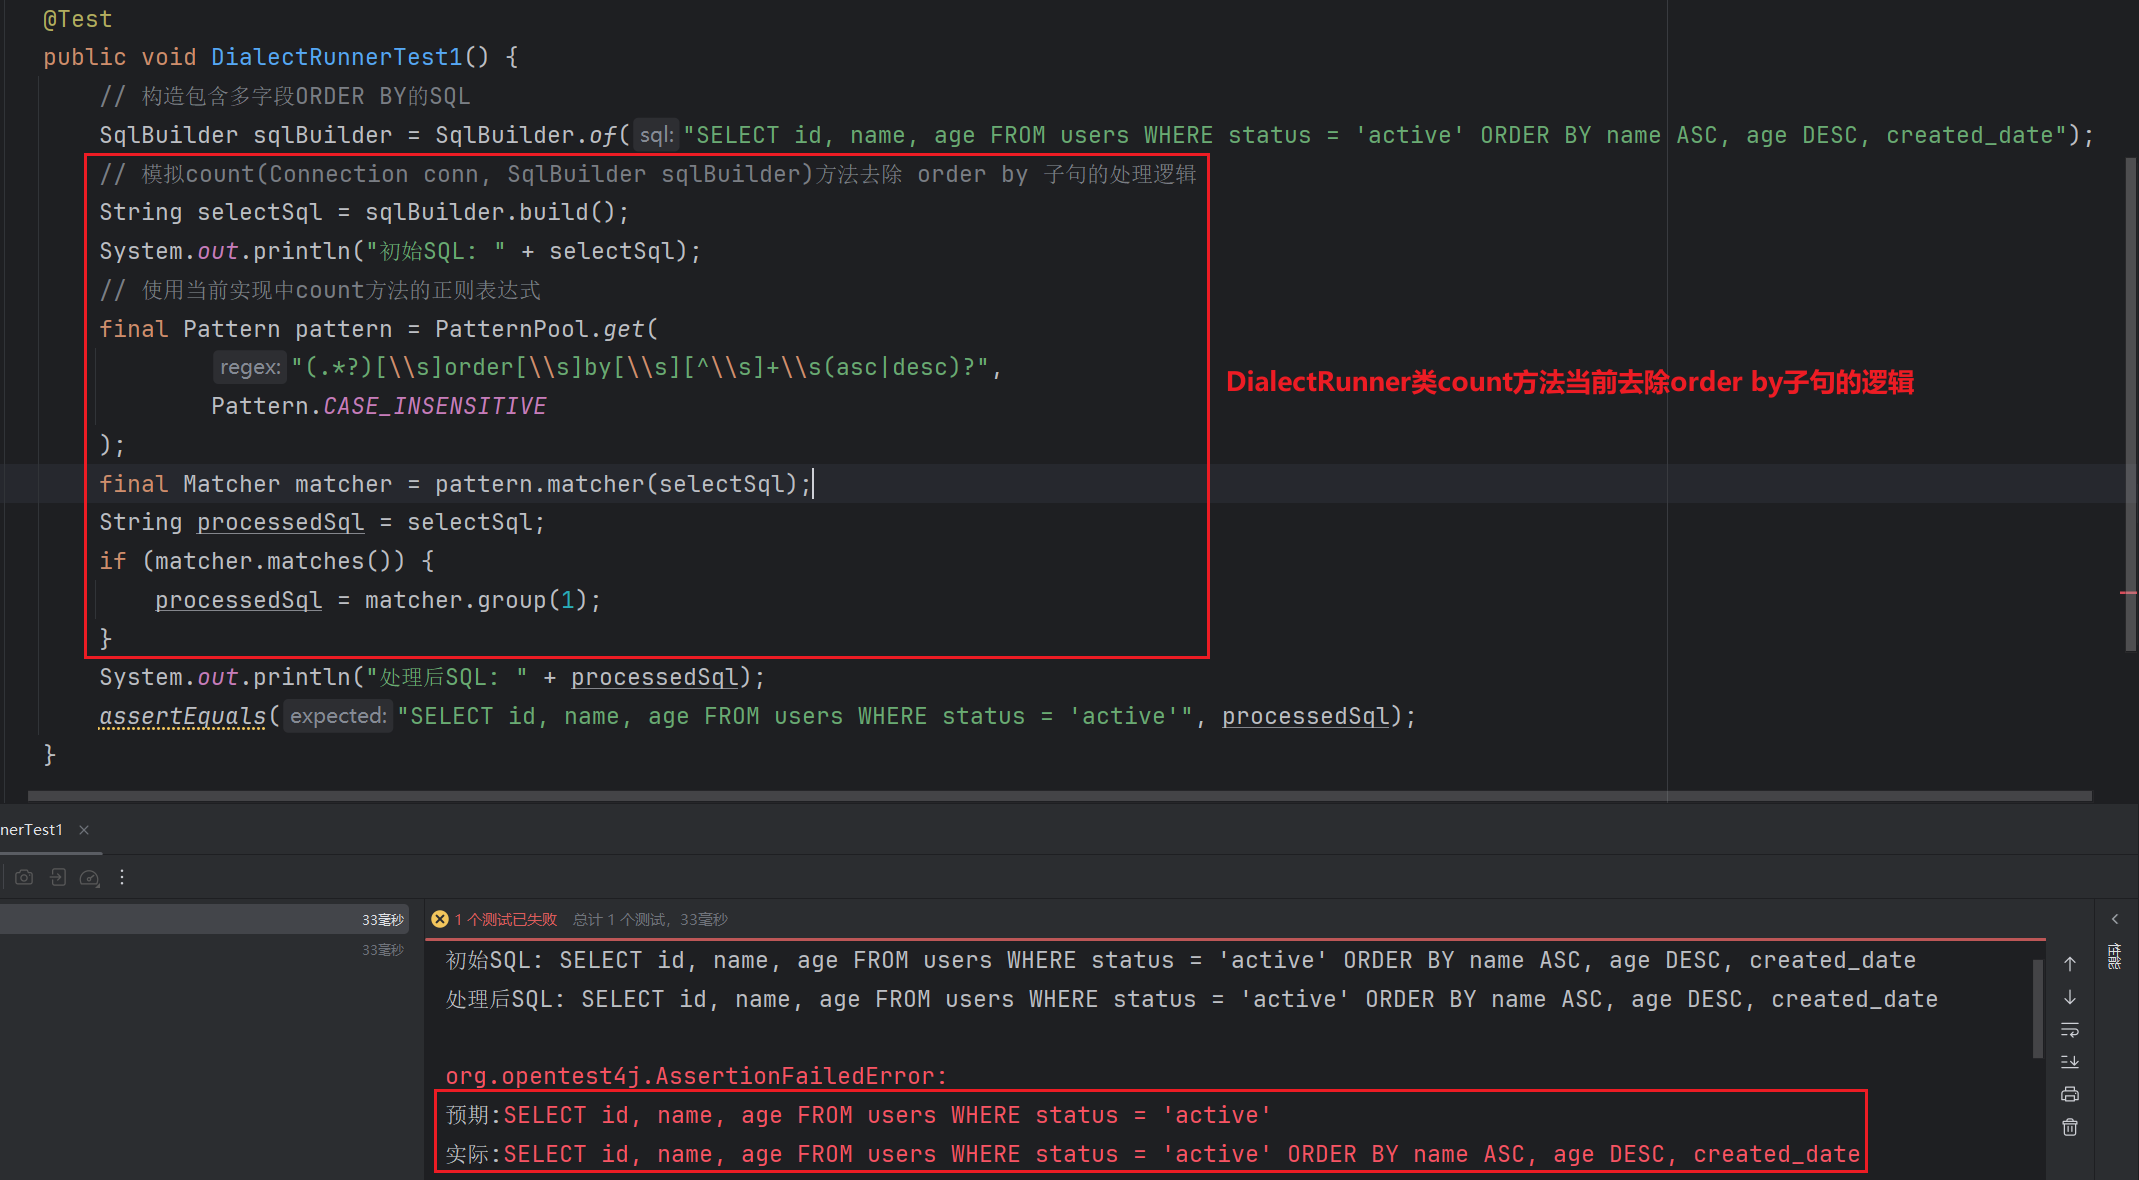 @Test
public void DialectRunnerTest1() {
// 构造包含多字段ORDER BY的SQL
SqlBuilder sqlBuilder = SqlBuilder.of( sql: "SELECT id, name, age FROM users WHERE status = 'active' ORDER BY name ASC, age DESC, created_date");
// 模拟count(Connection conn, SqlBuilder sqlBuilder)方法去除 order by 子句的处理逻辑
String selectSql = sqlBuilder.build();
System.out.println("初始SQL: " + selectSql);
// 使用当前实现中count方法的正则表达式
final Pattern pattern = PatternPool.get(
regex: "(.*?)[\\s]order[\\s]by[\\s][^\\s]+\\s(asc|desc)?",
DialectRunner类count方法当前去除order by子句的逻辑
Pattern.CASE_INSENSITIVE
);
final Matcher matcher = pattern.matcher(selectSql);
String processedSql = selectSql;
if (matcher.matches()) {
processedSql = matcher.group(1);
}
System.out.println("处理后SQL: " + processedSql);
assertEquals( expected: "SELECT id, name, age FROM users WHERE status = 'active'", processedSql);
}
nerTest1 ×
33毫秒
1 个测试已失败 总计 1 个测试, 33毫秒
33毫秒
性能
初始SQL: SELECT id, name, age FROM users WHERE status = 'active' ORDER BY name ASC, age DESC, created_date
处理后SQL: SELECT id, name, age FROM users WHERE status = 'active' ORDER BY name ASC, age DESC, created_date
org.opentest4j.AssertionFailedError:
预期:SELECT id, name, age FROM users WHERE status = 'active'
实际:SELECT id, name, age FROM users WHERE status = 'active' ORDER BY name ASC, age DESC, created_date